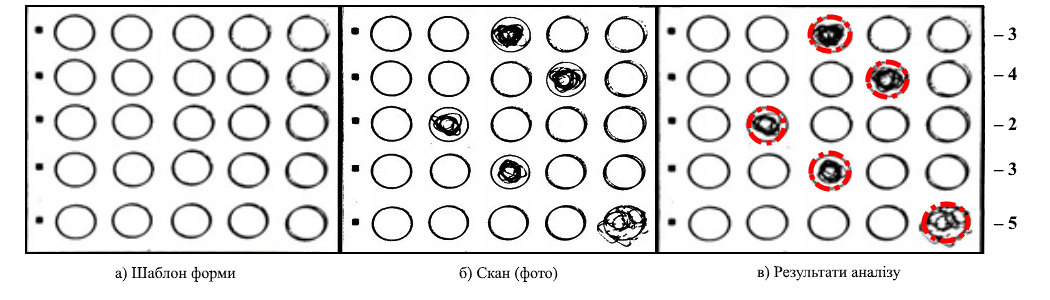 – 3
– 4
– 2
– 3
– 5
а) Шаблон форми
б) Скан (фото)
в) Результати аналізу